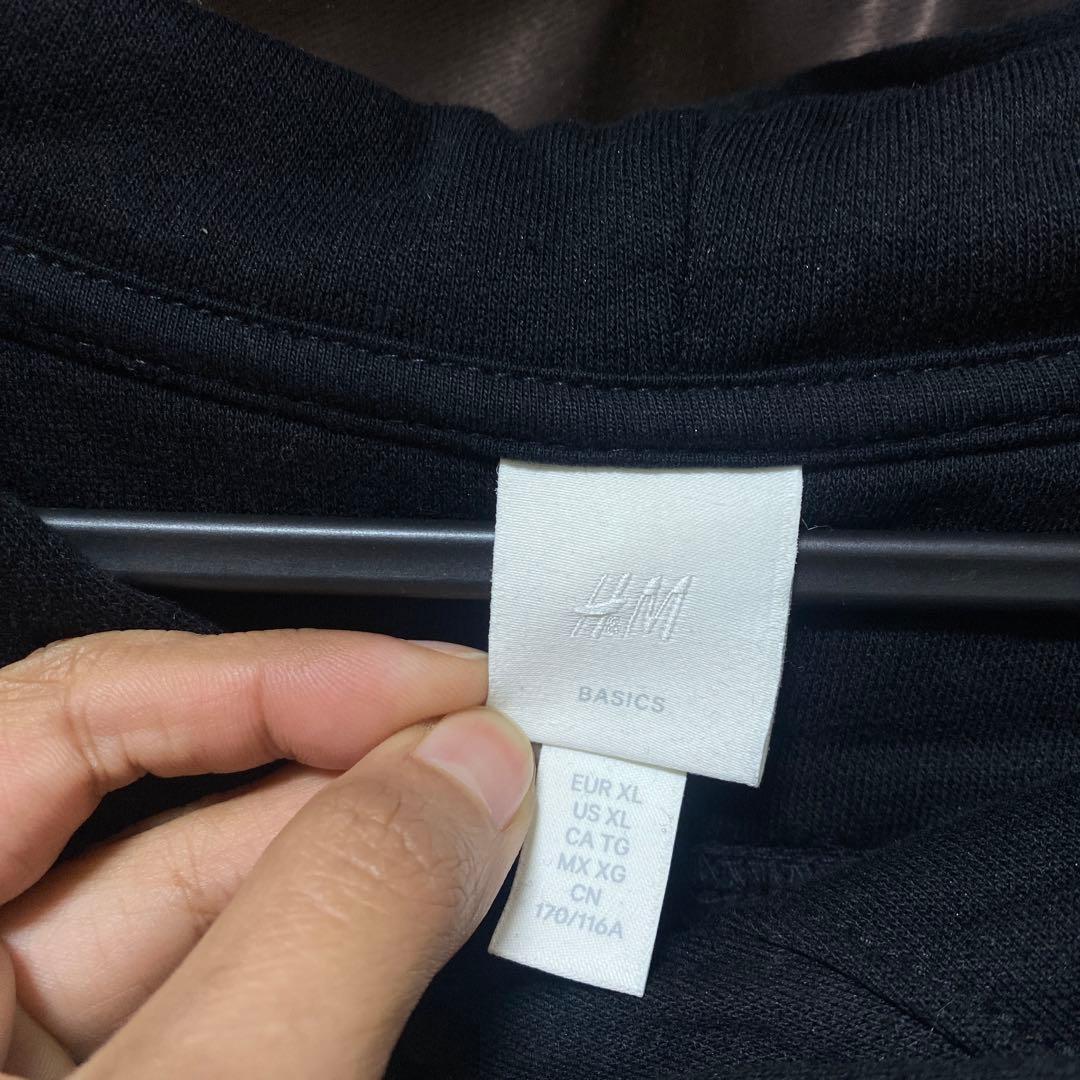 H&M
BASICS
EUR XL
US XL
CA TG
MX XG
CN
170/116A